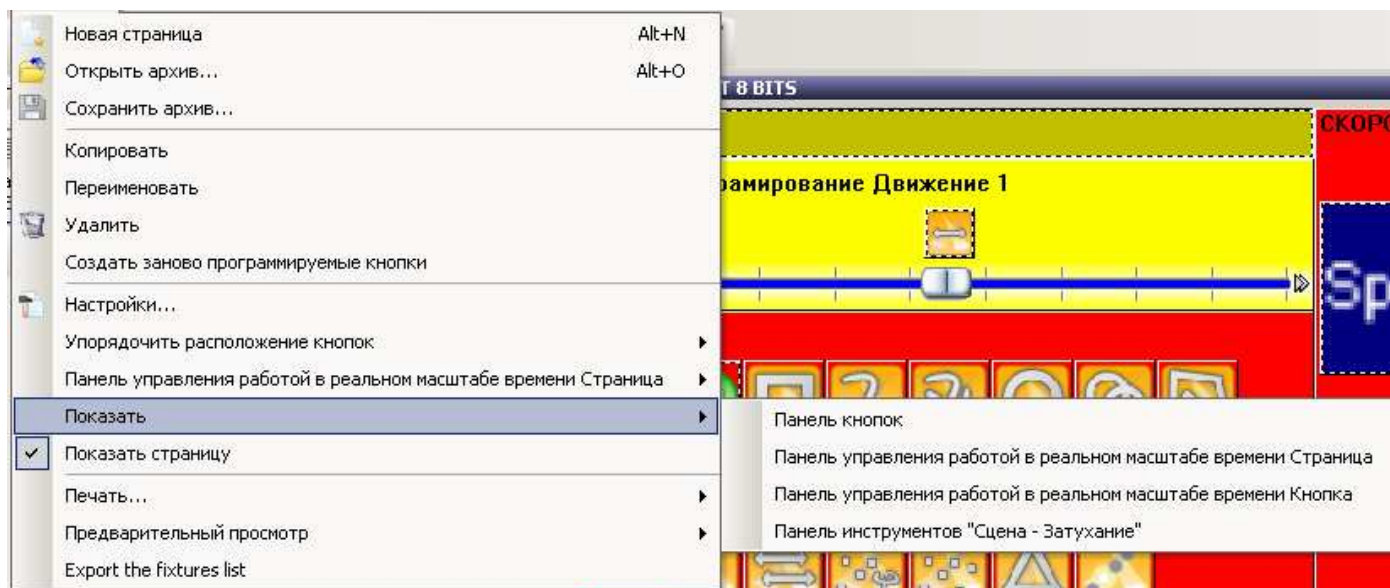 Новая страница Alt+N
Открыть архив... Alt+O
Сохранить архив...
Копировать
Переименовать
Удалить
Создать заново программируемые кнопки
Настройки...
Упорядочить расположение кнопок
Панель управления работой в реальном масштабе времени Страница
Показать
Показать страницу
Печать...
Предварительный просмотр
Export the fixtures list
Панель кнопок
Панель управления работой в реальном масштабе времени Страница
Панель управления работой в реальном масштабе времени Кнопка
Панель инструментов "Сцена - Затухание"
T 8 BITS
рамирование Движение 1
СКОРО
Sp